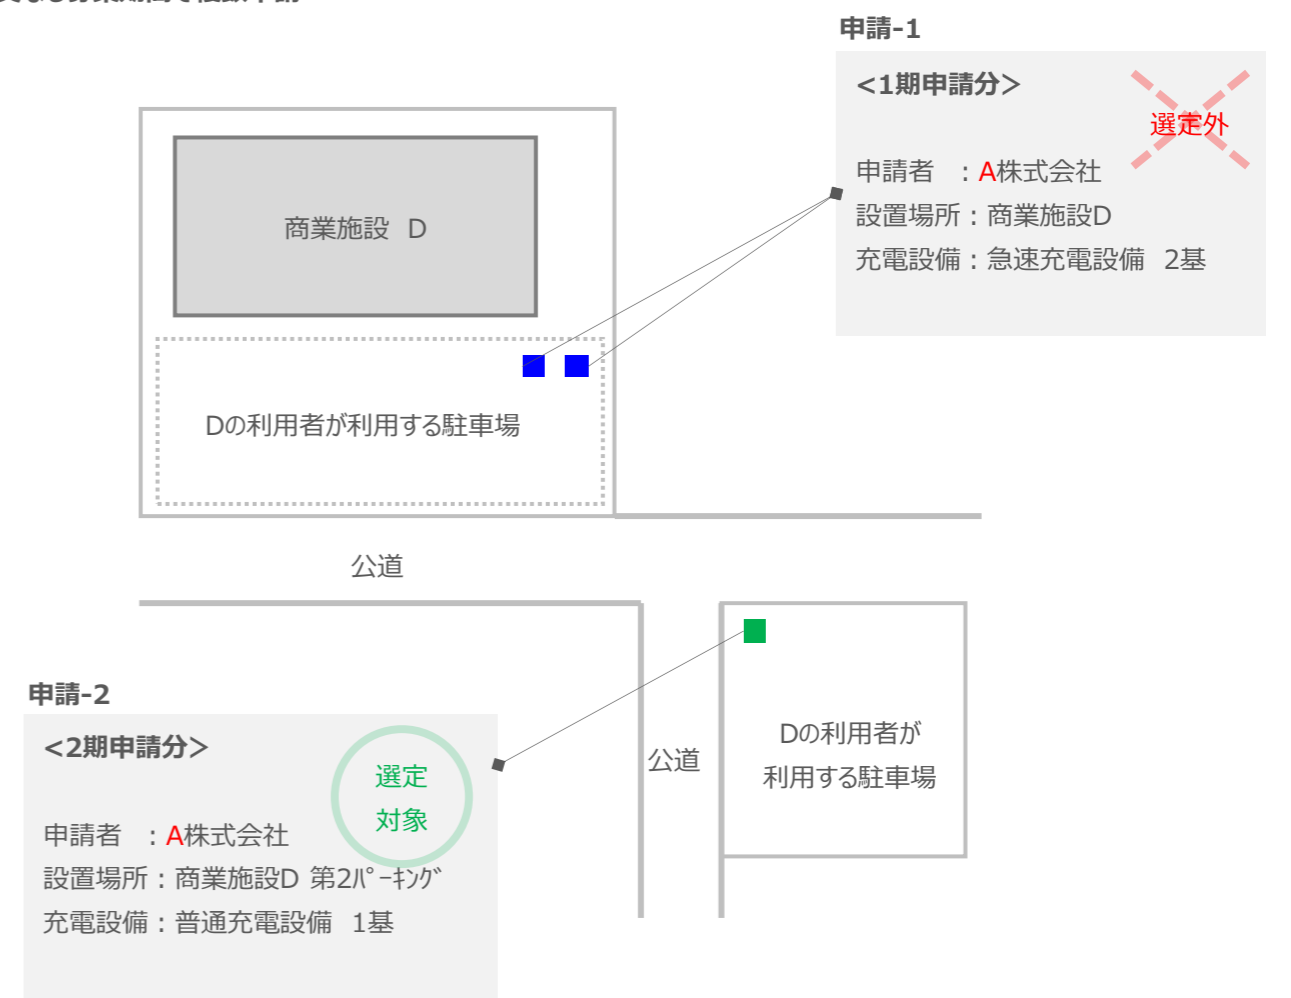 申請-1
<1期申請分>
選定外
申請者 ：A株式会社
設置場所：商業施設D
充電設備：急速充電設備 2基
商業施設 D
Dの利用者が利用する駐車場
公道
申請-2
<2期申請分>
選定
対象
申請者 ：A株式会社
設置場所：商業施設D 第2ﾊﾟｰｷﾝｸﾞ
充電設備：普通充電設備 1基
公道
Dの利用者が
利用する駐車場